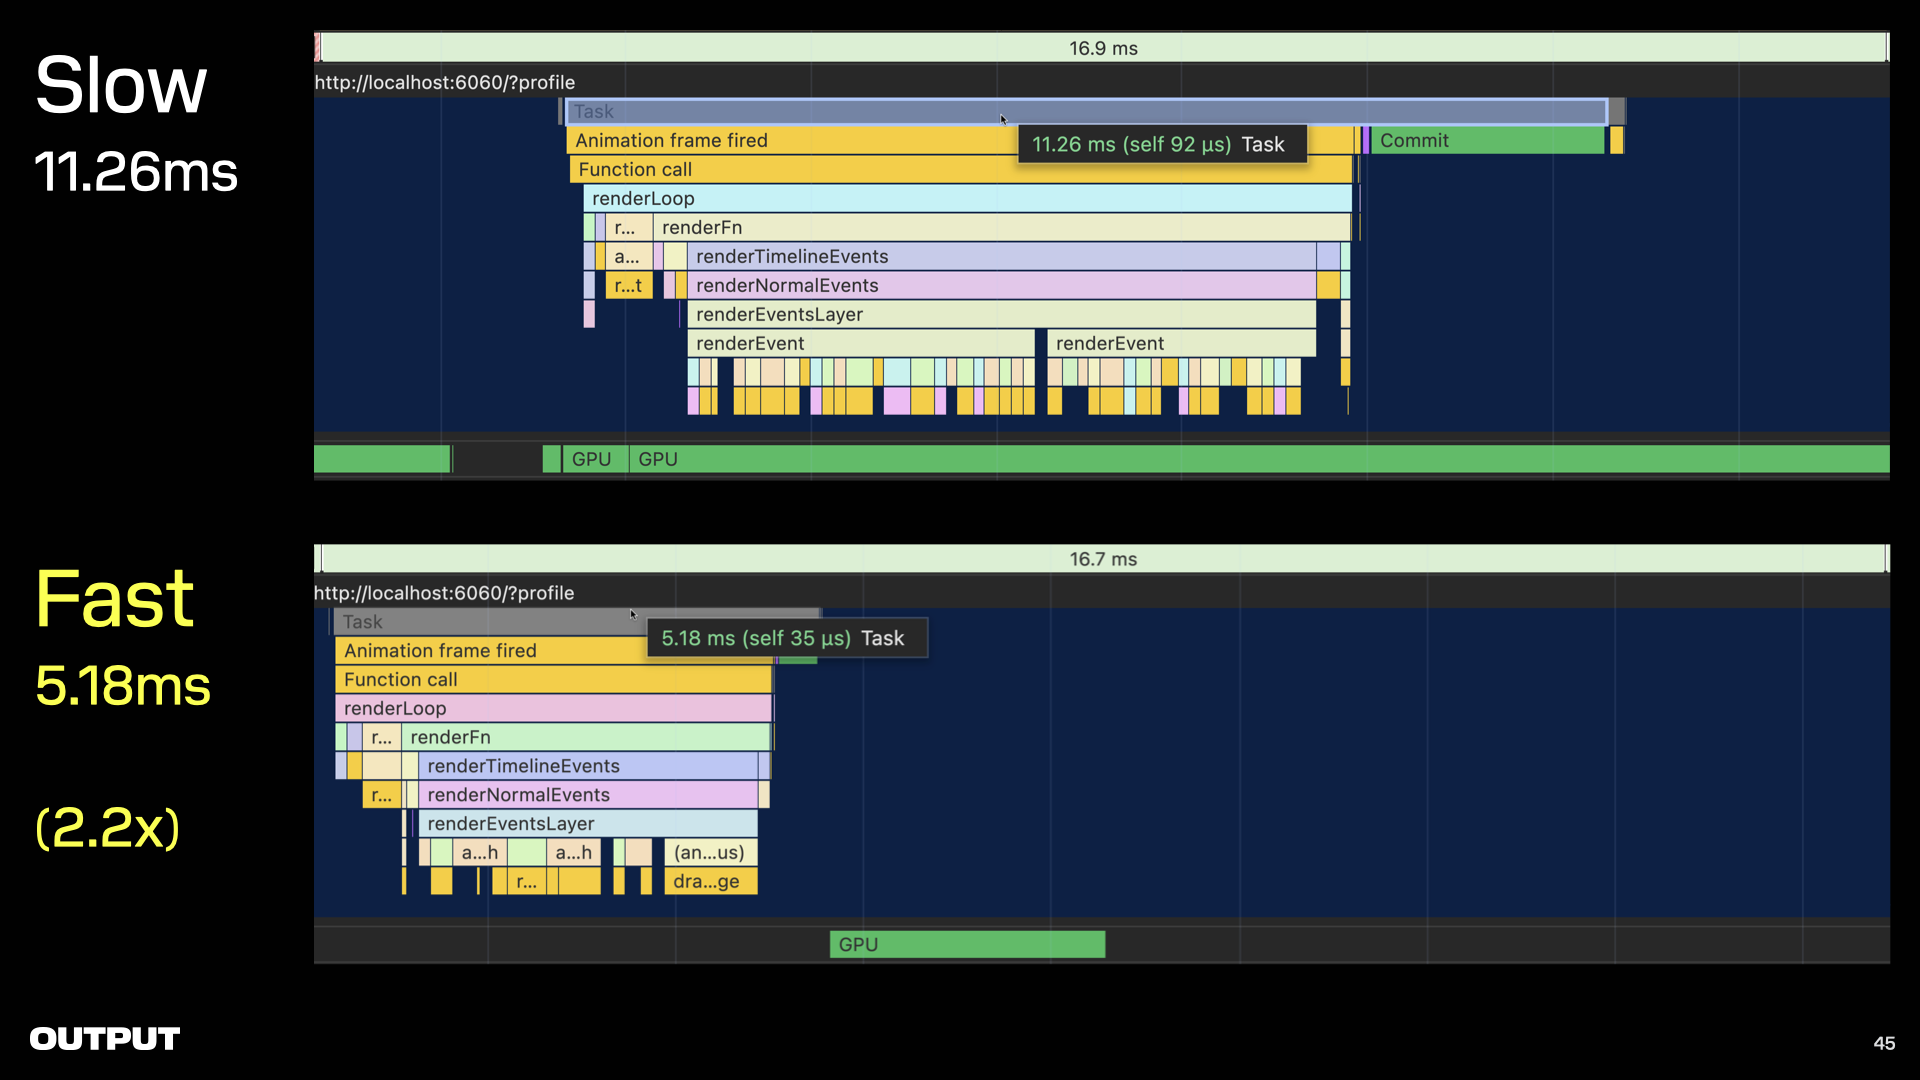 Slow
11.26ms
16.9 ms
http://localhost:6060/?profile
Task
Animation frame fired
11.26 ms (self 92 µs) Task
Commit
Function call
renderLoop
r... renderFn
a... renderTimelineEvents
r...t renderNormalEvents
renderEventsLayer
renderEvent renderEvent
GPU GPU
Fast
5.18ms
(2.2x)
16.7 ms
http://localhost:6060/?profile
Task
5.18 ms (self 35 µs) Task
Animation frame fired
Function call
renderLoop
r... renderFn
renderTimelineEvents
r... renderNormalEvents
renderEventsLayer
a...h a...h (an...us)
r... dra...ge
GPU
OUTPUT
45